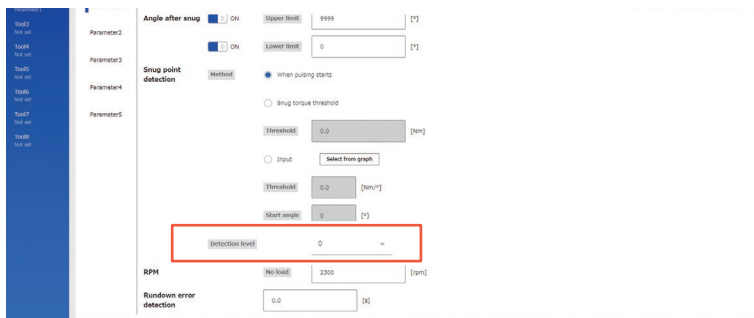 Parameter1
Tool3
Not set
Tool4
Not set
Tool5
Not set
Tool6
Not set
Tool7
Not set
Tool8
Not set
Parameter2
Parameter3
Parameter4
Parameter5
Angle after snug ON Upper limit 9999 [°]
ON Lower limit 0 [°]
Snug point detection Method When pulsing starts
Snug torque threshold
Threshold 0.0 [Nm]
Input Select from graph
Threshold 0.0 [Nm/°]
Start angle 0 [°]
Detection level 0
RPM No load 2300 [rpm]
Rundown error detection 0.0 [s]